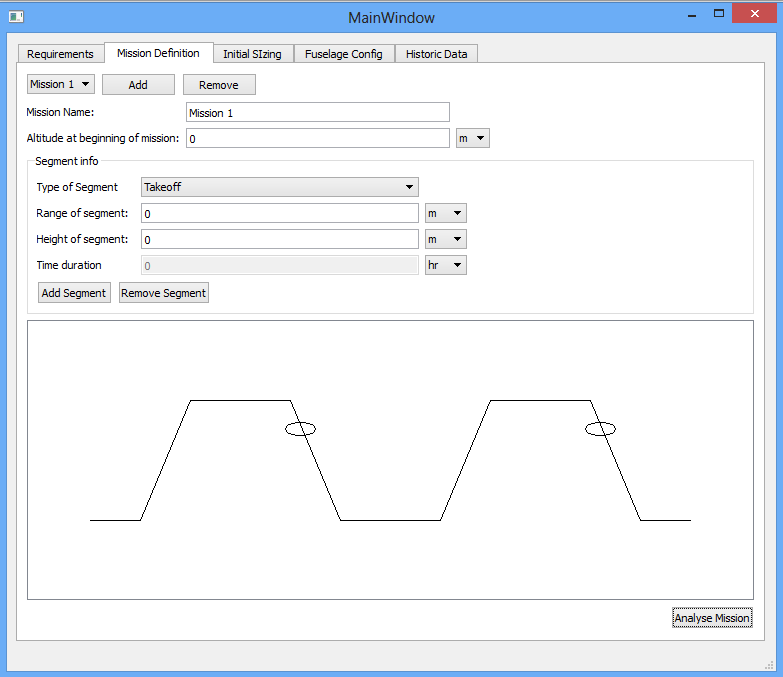 MainWindow
Requirements Mission Definition Initial SIzing Fuselage Config Historic Data
Mission 1 Add Remove
Mission Name: Mission 1
Altitude at beginning of mission: 0 m
Segment info
Type of Segment Takeoff
Range of segment: 0 m
Height of segment: 0 m
Time duration 0 hr
Add Segment Remove Segment
Analyse Mission